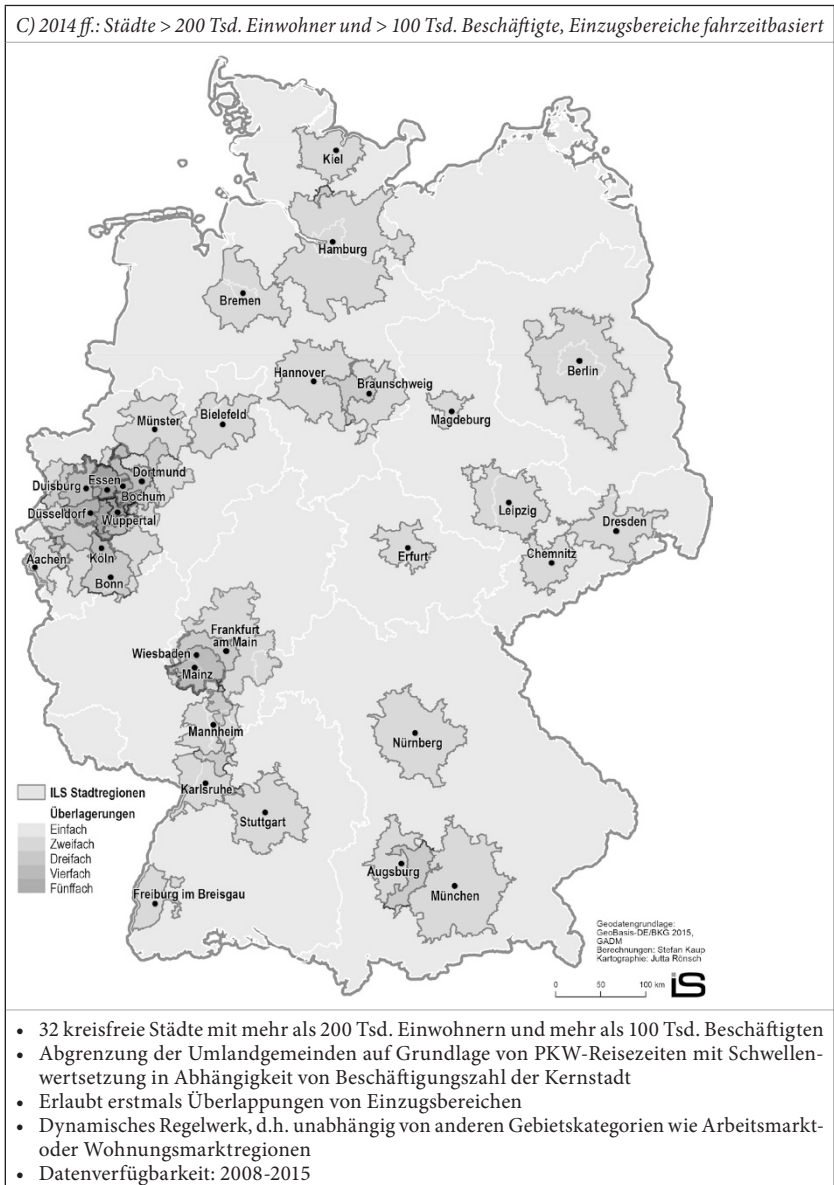 C) 2014 ff.: Städte > 200 Tsd. Einwohner und > 100 Tsd. Beschäftigte, Einzugsbereiche fahrzeitbasiert
Kiel
Hamburg
Bremen
Berlin
Hannover
Braunschweig
Magdeburg
Münster
Bielefeld
Dortmund
Essen
Duisburg
Bochum
Düsseldorf
Wuppertal
Leipzig
Dresden
Aachen
Köln
Bonn
Erfurt
Chemnitz
Frankfurt
am Main
Wiesbaden
Mainz
Mannheim
Nürnberg
Karlsruhe
Stuttgart
Augsburg
München
Freiburg im Breisgau
ILS Stadtregionen
Überlagerungen
Einfach
Zweifach
Dreifach
Vierfach
Fünffach
Geodatengrundlage:
GeoBasis-DE/BKG 2015,
GADM
Berechnungen: Stefan Kaup
Kartographie: Jutta Rönsch
0 50 100 km
ILS
• 32 kreisfreie Städte mit mehr als 200 Tsd. Einwohnern und mehr als 100 Tsd. Beschäftigten
• Abgrenzung der Umlandgemeinden auf Grundlage von PKW-Reisezeiten mit Schwellen-
wertsetzung in Abhängigkeit von Beschäftigungszahl der Kernstadt
• Erlaubt erstmals Überlappungen von Einzugsbereichen
• Dynamisches Regelwerk, d.h. unabhängig von anderen Gebietskategorien wie Arbeitsmarkt-
oder Wohnungsmarktregionen
• Datenverfügbarkeit: 2008-2015